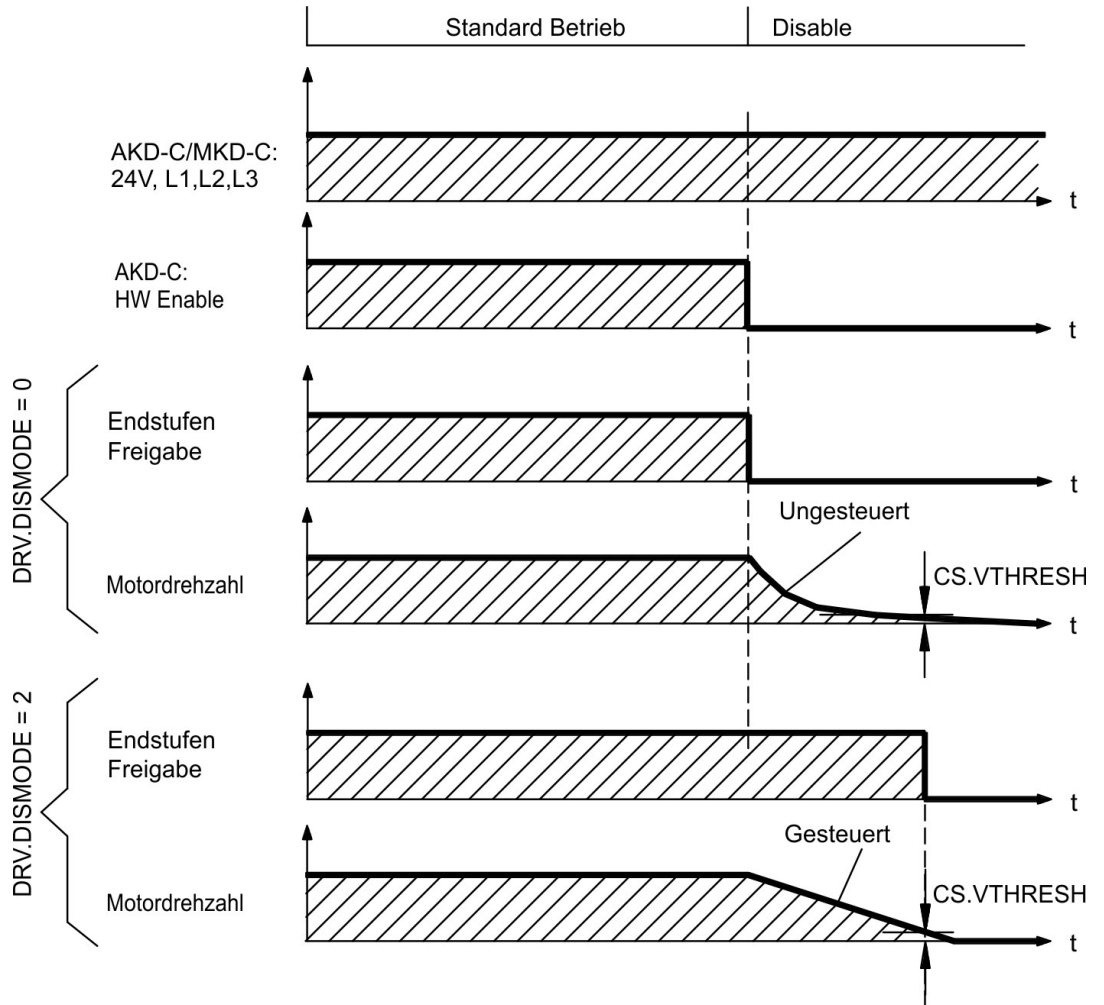 Standard Betrieb
Disable
AKD-C/MKD-C:
24V, L1,L2,L3
t
AKD-C:
HW Enable
t
DRV.DISMODE = 0
Endstufen
Freigabe
t
Ungesteuert
Motordrehzahl
CS.VTHRESH
t
DRV.DISMODE = 2
Endstufen
Freigabe
t
Gesteuert
Motordrehzahl
CS.VTHRESH
t